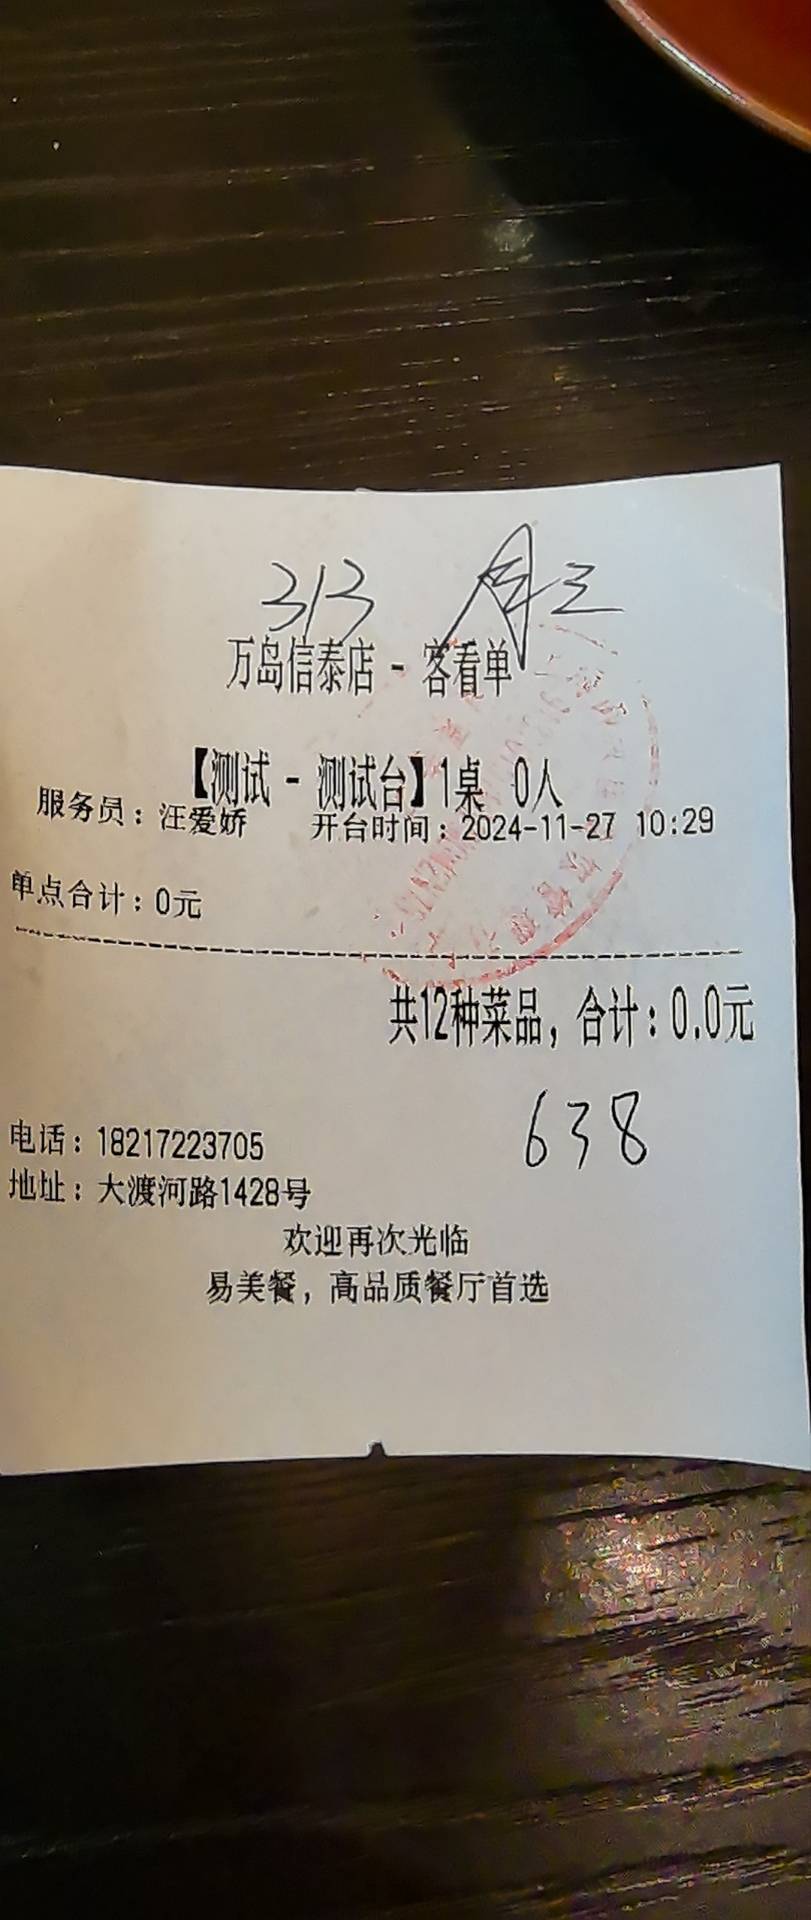 313
万岛信泰店 - 客看单
【测试 - 测试台】1桌 0人
服务员：汪爱娇 开台时间：2024-11-27 10:29
单点合计：0元
共12种菜品，合计：0.0元
638
电话：18217223705
地址：大渡河路1428号
欢迎再次光临
易美餐，高品质餐厅首选